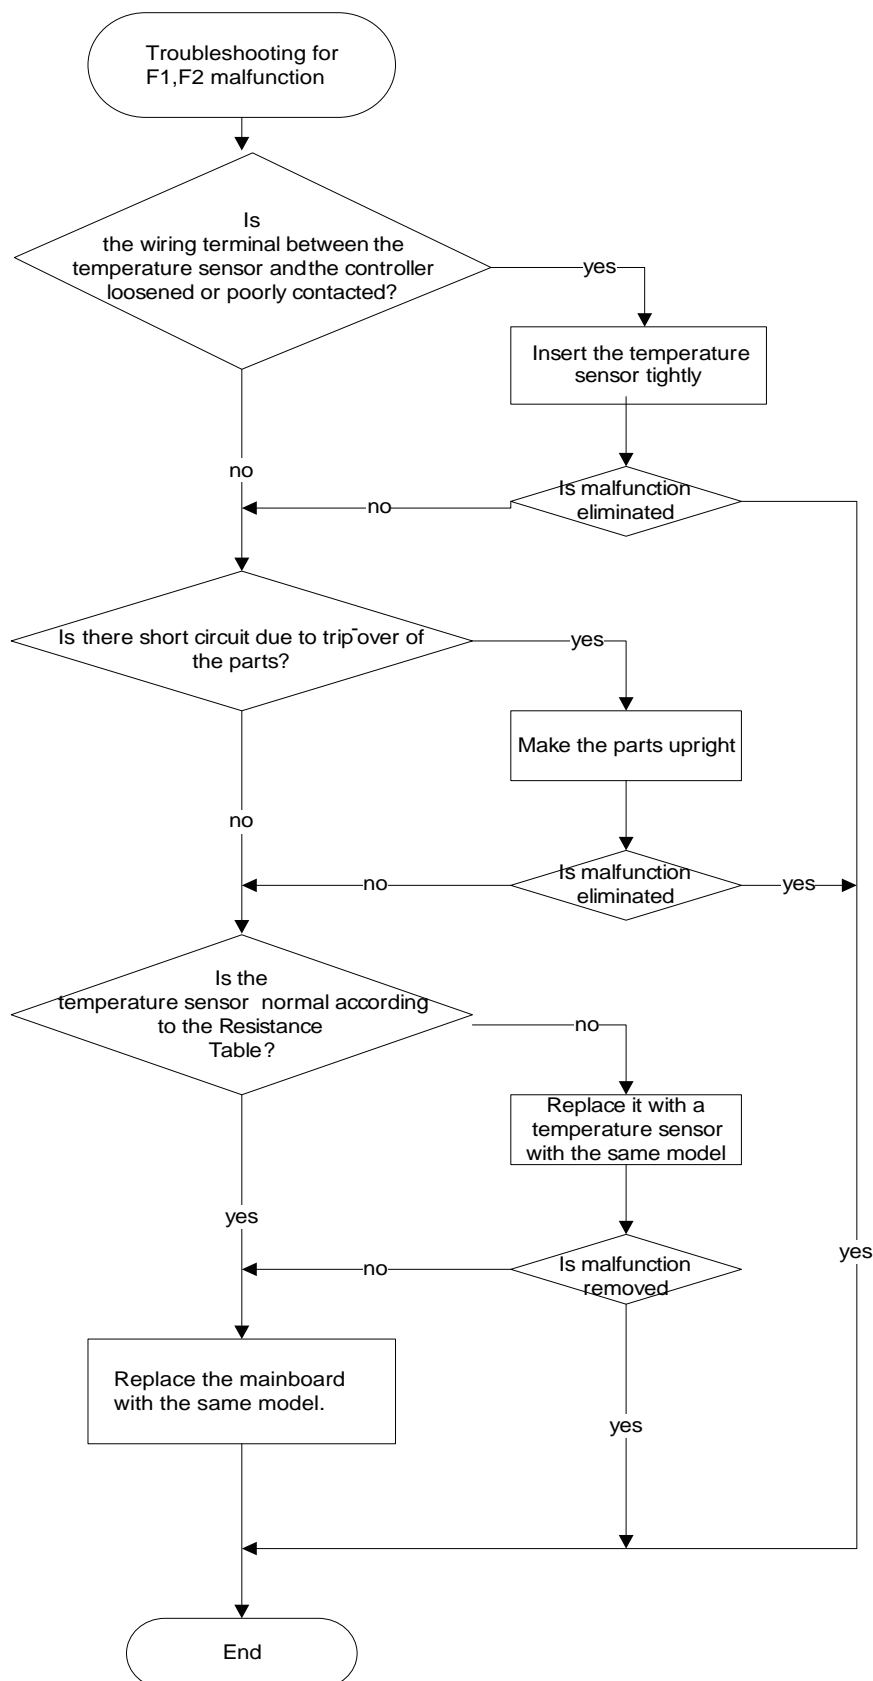 Troubleshooting for
F1,F2 malfunction
Is
the wiring terminal between the
temperature sensor and the controller
loosened or poorly contacted?
yes
Insert the temperature
sensor tightly
no
Is malfunction
eliminated
no
Is there short circuit due to trip-over of
the parts?
yes
Make the parts upright
no
Is malfunction
eliminated
no
yes
Is the
temperature sensor normal according
to the Resistance
Table?
no
Replace it with a
temperature sensor
with the same model
yes
yes
Is malfunction
removed
no
Replace the mainboard
with the same model.
yes
End